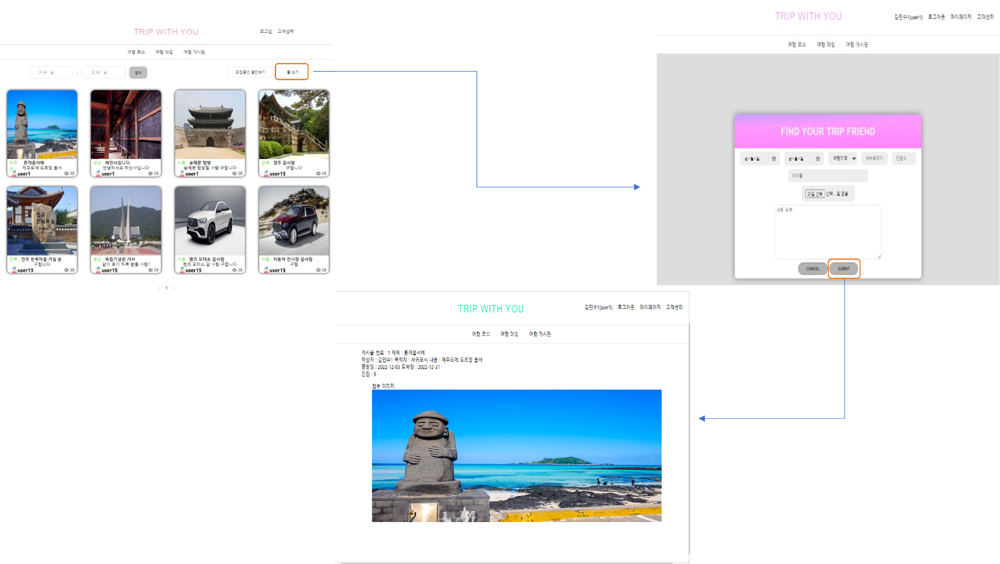 TRIP WITH YOU
로그인 고객센터
여행 코스 여행 매칭 여행 게시판
가는 날 - 오는 날 검색 모집중인 글만보기 글 쓰기
제주도 혼저옵서예
제주도에 도르멍 옵서
user1 38
경남 해인사입니다
안녕하세요 해인사입니다
user1 38
서울 숭례문 탐방
숭례문 탐방할 사람 구합니다
user1 38
경북 경주 갈사람
구합니다
user15 38
전주
한옥마을
전북 전주 한옥마을 가실 분
구합니다
user15 38
충남 독립기념관 가서
같이 휴가 하루 받을 사람?
user15 38
서울 벤츠 모터쇼 갈사람
벤츠 모터쇼 갈 사람 구합니다
user15 38
서울 자동차 전시장 갈사람
구함
user15 38
< 1 >
TRIP WITH YOU
김민수1(user1) 로그아웃 마이페이지 고객센터
여행 코스 여행 매칭 여행 게시판
FIND YOUR TRIP FRIEND
년-월-일 년-월-일 여행지역 세부목적지 인원수
타이틀
파일 선택 선택...일 없음
내용 입력..
CANCEL SUBMIT
TRIP WITH YOU
김민수1(user1) 로그아웃 마이페이지 고객센터
여행 코스 여행 매칭 여행 게시판
게시글 번호 : 1 제목 : 혼저옵서예
작성자 : 김민수1 목적지 : 서귀포시 내용 : 제주도에 도르멍 옵서
출발일 : 2022-12-03 도착일 : 2022-12-31
인원 : 9
첨부 이미지